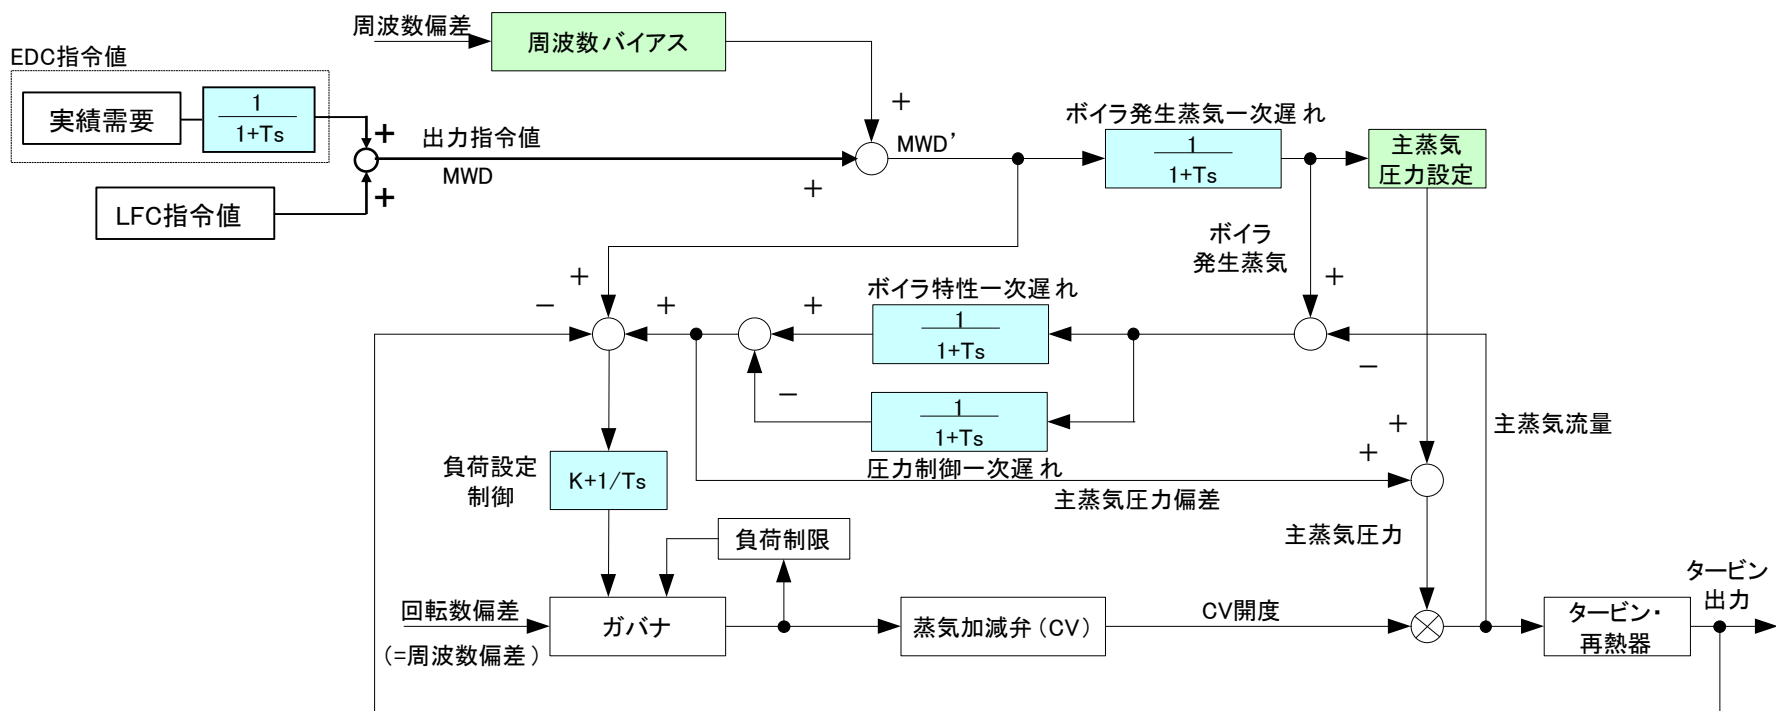 周波数偏差
周波数バイアス
EDC指令値
実績需要
1
1+Ts
+
出力指令値
MWD
+
LFC指令値
+
+
MWD’
ボイラ発生蒸気一次遅れ
1
1+Ts
主蒸気
圧力設定
ボイラ
発生蒸気
+
+
−
+
ボイラ特性一次遅れ
+
1
1+Ts
−
−
1
1+Ts
圧力制御一次遅れ
主蒸気流量
+
+
負荷設定
制御
K+1/Ts
主蒸気圧力偏差
主蒸気圧力
負荷制限
回転数偏差
(=周波数偏差)
ガバナ
蒸気加減弁(CV)
CV開度
タービン・
再熱器
タービン
出力